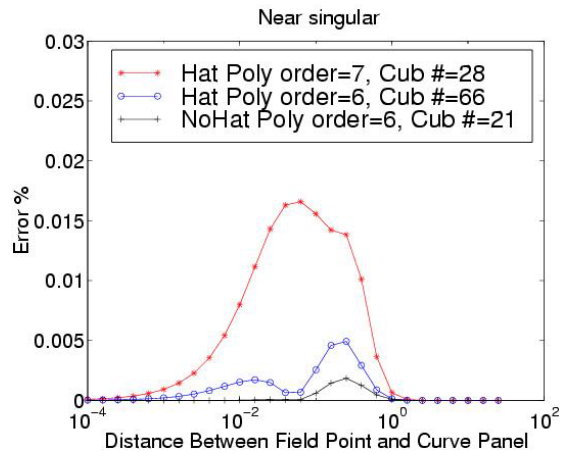 Near singular
0.03
0.025
0.02
0.015
0.01
0.005
0
Error %
Hat Poly order=7, Cub #=28
Hat Poly order=6, Cub #=66
NoHat Poly order=6, Cub #=21
10^-4
10^-2
10^0
10^2
Distance Between Field Point and Curve Panel